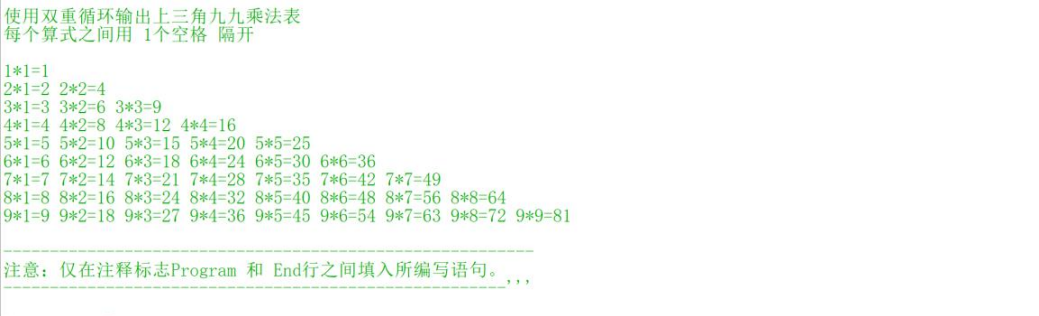 使用双重循环输出上三角九九乘法表
每个算式之间用 1个空格 隔开
1*1=1
2*1=2 2*2=4
3*1=3 3*2=6 3*3=9
4*1=4 4*2=8 4*3=12 4*4=16
5*1=5 5*2=10 5*3=15 5*4=20 5*5=25
6*1=6 6*2=12 6*3=18 6*4=24 6*5=30 6*6=36
7*1=7 7*2=14 7*3=21 7*4=28 7*5=35 7*6=42 7*7=49
8*1=8 8*2=16 8*3=24 8*4=32 8*5=40 8*6=48 8*7=56 8*8=64
9*1=9 9*2=18 9*3=27 9*4=36 9*5=45 9*6=54 9*7=63 9*8=72 9*9=81
---------------------------------------------------------
注意：仅在注释标志Program 和 End行之间填入所编写语句。
------------------------------------------------------'''